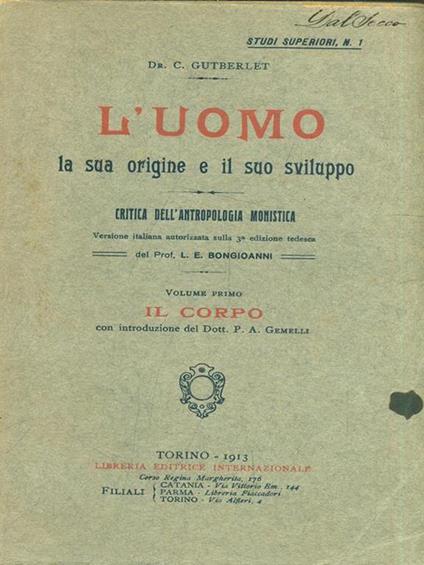 Dal Secco
STUDI SUPERIORI, N. 1
DR. C. GUTBERLET
L'UOMO
la sua origine e il suo sviluppo
CRITICA DELL'ANTROPOLOGIA MONISTICA
Versione italiana autorizzata sulla 3ª edizione tedesca
del Prof. L. E. BONGIOANNI
VOLUME PRIMO
IL CORPO
con introduzione del Dott. P. A. GEMELLI
TORINO - 1913
LIBRERIA EDITRICE INTERNAZIONALE
Corso Regina Margherita, 176
FILIALI { CATANIA - Via Vittorio Em., 144
PARMA - Libreria Fiaccadori
TORINO - Via Alfieri, 4